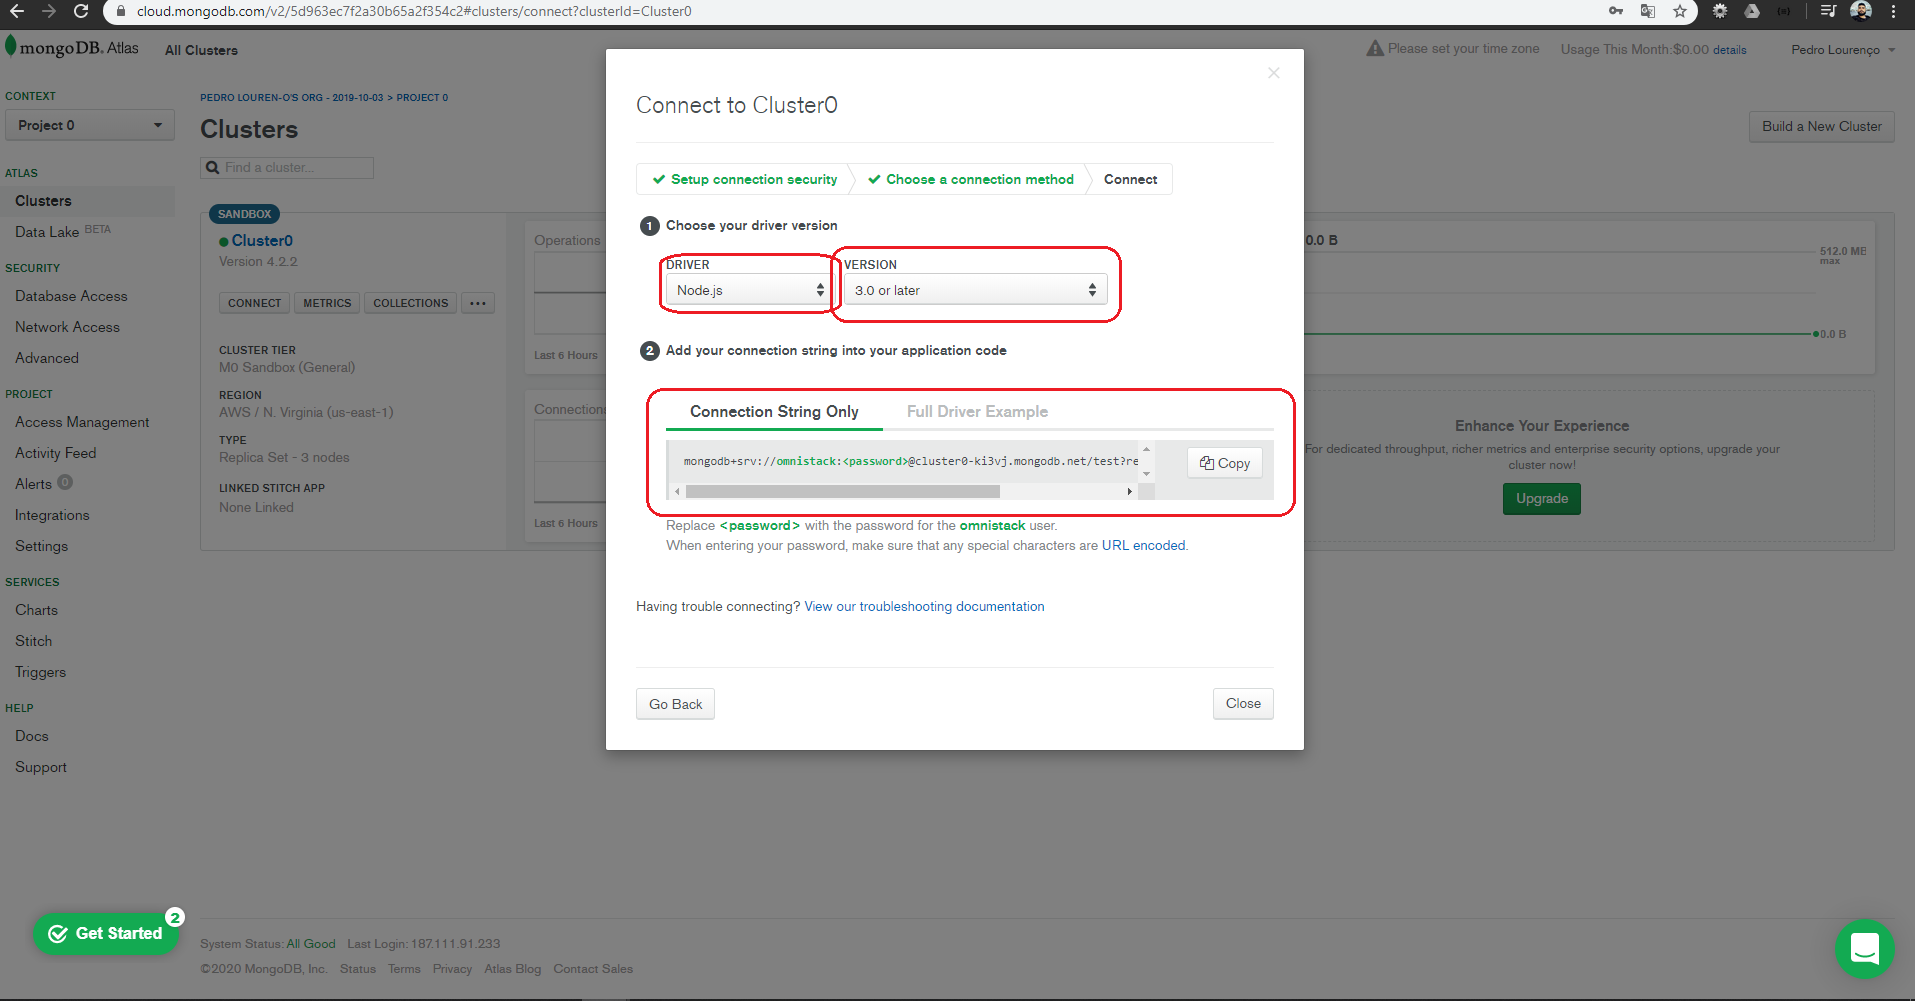 cloud.mongodb.com/v2/5d963ec7f2a30b65a2f354c2#clusters/connect?clusterId=Cluster0
mongoDB. Atlas
All Clusters
Please set your time zone
Usage This Month:$0.00 details
Pedro Lourenço
CONTEXT
Project 0
ATLAS
Clusters
Data Lake BETA
SECURITY
Database Access
Network Access
Advanced
PROJECT
Access Management
Activity Feed
Alerts 0
Integrations
Settings
SERVICES
Charts
Stitch
Triggers
HELP
Docs
Support
Get Started
2
PEDRO LOUREN-O'S ORG - 2019-10-03 > PROJECT 0
Clusters
Build a New Cluster
Find a cluster...
SANDBOX
Cluster0
Version 4.2.2
CONNECT
METRICS
COLLECTIONS
...
CLUSTER TIER
M0 Sandbox (General)
REGION
AWS / N. Virginia (us-east-1)
TYPE
Replica Set - 3 nodes
LINKED STITCH APP
None Linked
Operations
Last 6 Hours
Connection
Last 6 Hours
Connect to Cluster0
Setup connection security
Choose a connection method
Connect
1 Choose your driver version
DRIVER
VERSION
Node.js
3.0 or later
2 Add your connection string into your application code
Connection String Only
Full Driver Example
mongodb+srv://omnistack:<password>@cluster0-ki3vj.mongodb.net/test?re
Copy
Replace <password> with the password for the omnistack user.
When entering your password, make sure that any special characters are URL encoded.
Having trouble connecting? View our troubleshooting documentation
Go Back
Close
0.0 B
512.0 MB
max
0.0 B
Enhance Your Experience
For dedicated throughput, richer metrics and enterprise security options, upgrade your
cluster now!
Upgrade
System Status: All Good
Last Login: 187.111.91.233
©2020 MongoDB, Inc.
Status
Terms
Privacy
Atlas Blog
Contact Sales